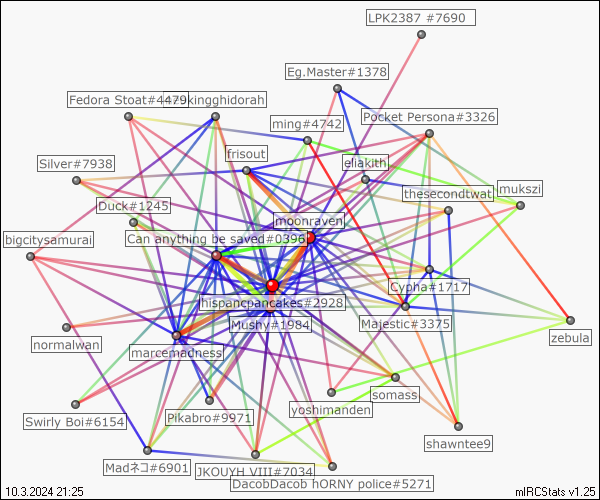 LPK2387 #7690
Eg.Master#1378
Fedora Stoat#4479
kingghidorah
Pocket Persona#3326
ming#4742
frisout
eliakith
Silver#7938
thesecondtwat
mukszi
Duck#1245
moonraven
bigcitysamurai
Can anything be saved#0396
Cypha#1717
hispancpancakes#2928
Mushy#1984
Majestic#3375
zebula
normalwan
marcemadness
somass
yoshimanden
Swirly Boi#6154
Pikabro#9971
shawntee9
Madネコ#6901
JKOUYH VIII#7034
DacobDacob hORNY police#5271
10.3.2024 21:25
mIRCStats v1.25